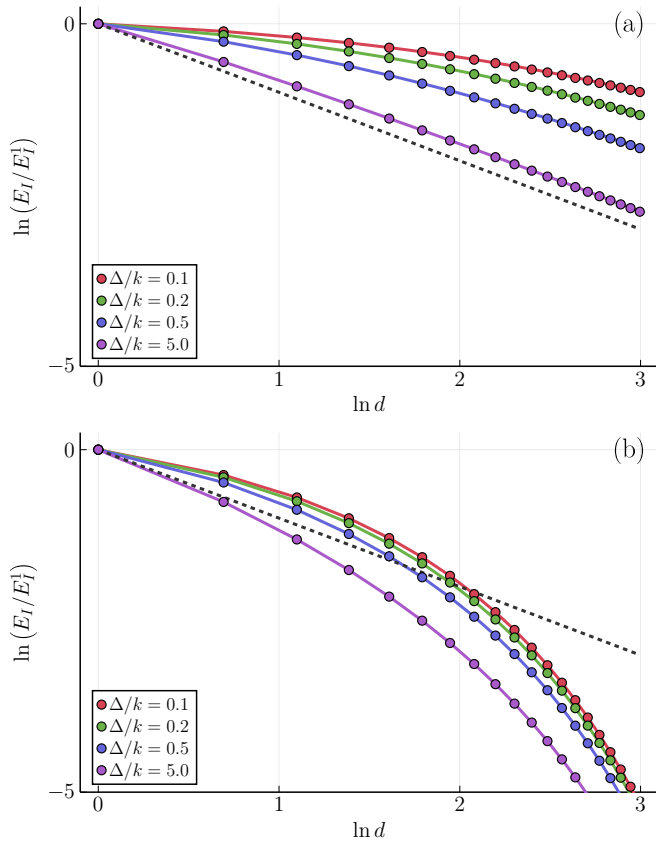 (a)
0
ln(E_I/E_I^1)
Δ/k = 0.1
Δ/k = 0.2
Δ/k = 0.5
Δ/k = 5.0
−5
0 1 2 3
ln d
(b)
0
ln(E_I/E_I^1)
Δ/k = 0.1
Δ/k = 0.2
Δ/k = 0.5
Δ/k = 5.0
−5
0 1 2 3
ln d